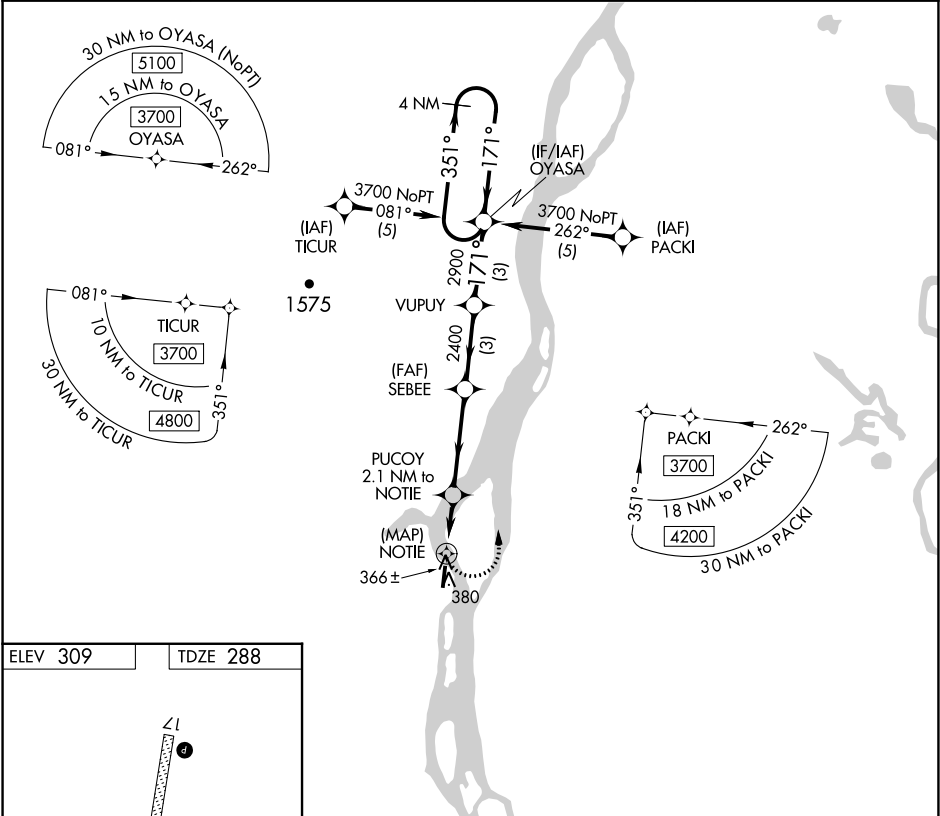 30 NM to OYASA (NoPT)
5100
15 NM to OYASA
3700
OYASA
081°
262°
4 NM
351°
171°
(IF/IAF)
OYASA
3700 NoPT
081°
(5)
(IAF)
TICUR
3700 NoPT
262°
(5)
(IAF)
PACKI
1575
2900
171°
(3)
VUPUY
2400
(3)
(FAF)
SEBEE
081°
TICUR
3700
10 NM to TICUR
4800
30 NM to TICUR
351°
262°
PACKI
3700
18 NM to PACKI
4200
30 NM to PACKI
351°
PUCOY
2.1 NM to
NOTIE
(MAP)
NOTIE
366±
380
ELEV 309
TDZE 288
17
P